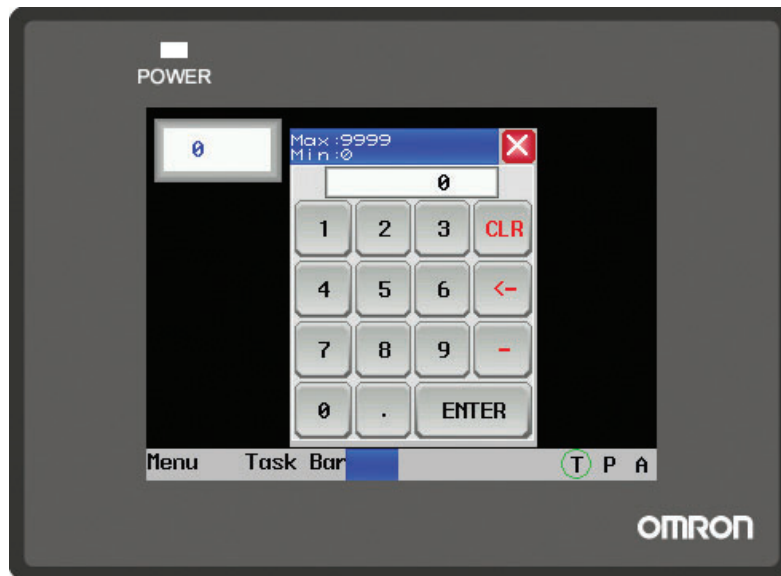 POWER
0
Max:9999
Min:0
0
1 2 3 CLR
4 5 6 <-
7 8 9 -
0 . ENTER
Menu Task Bar T P A
OMRON